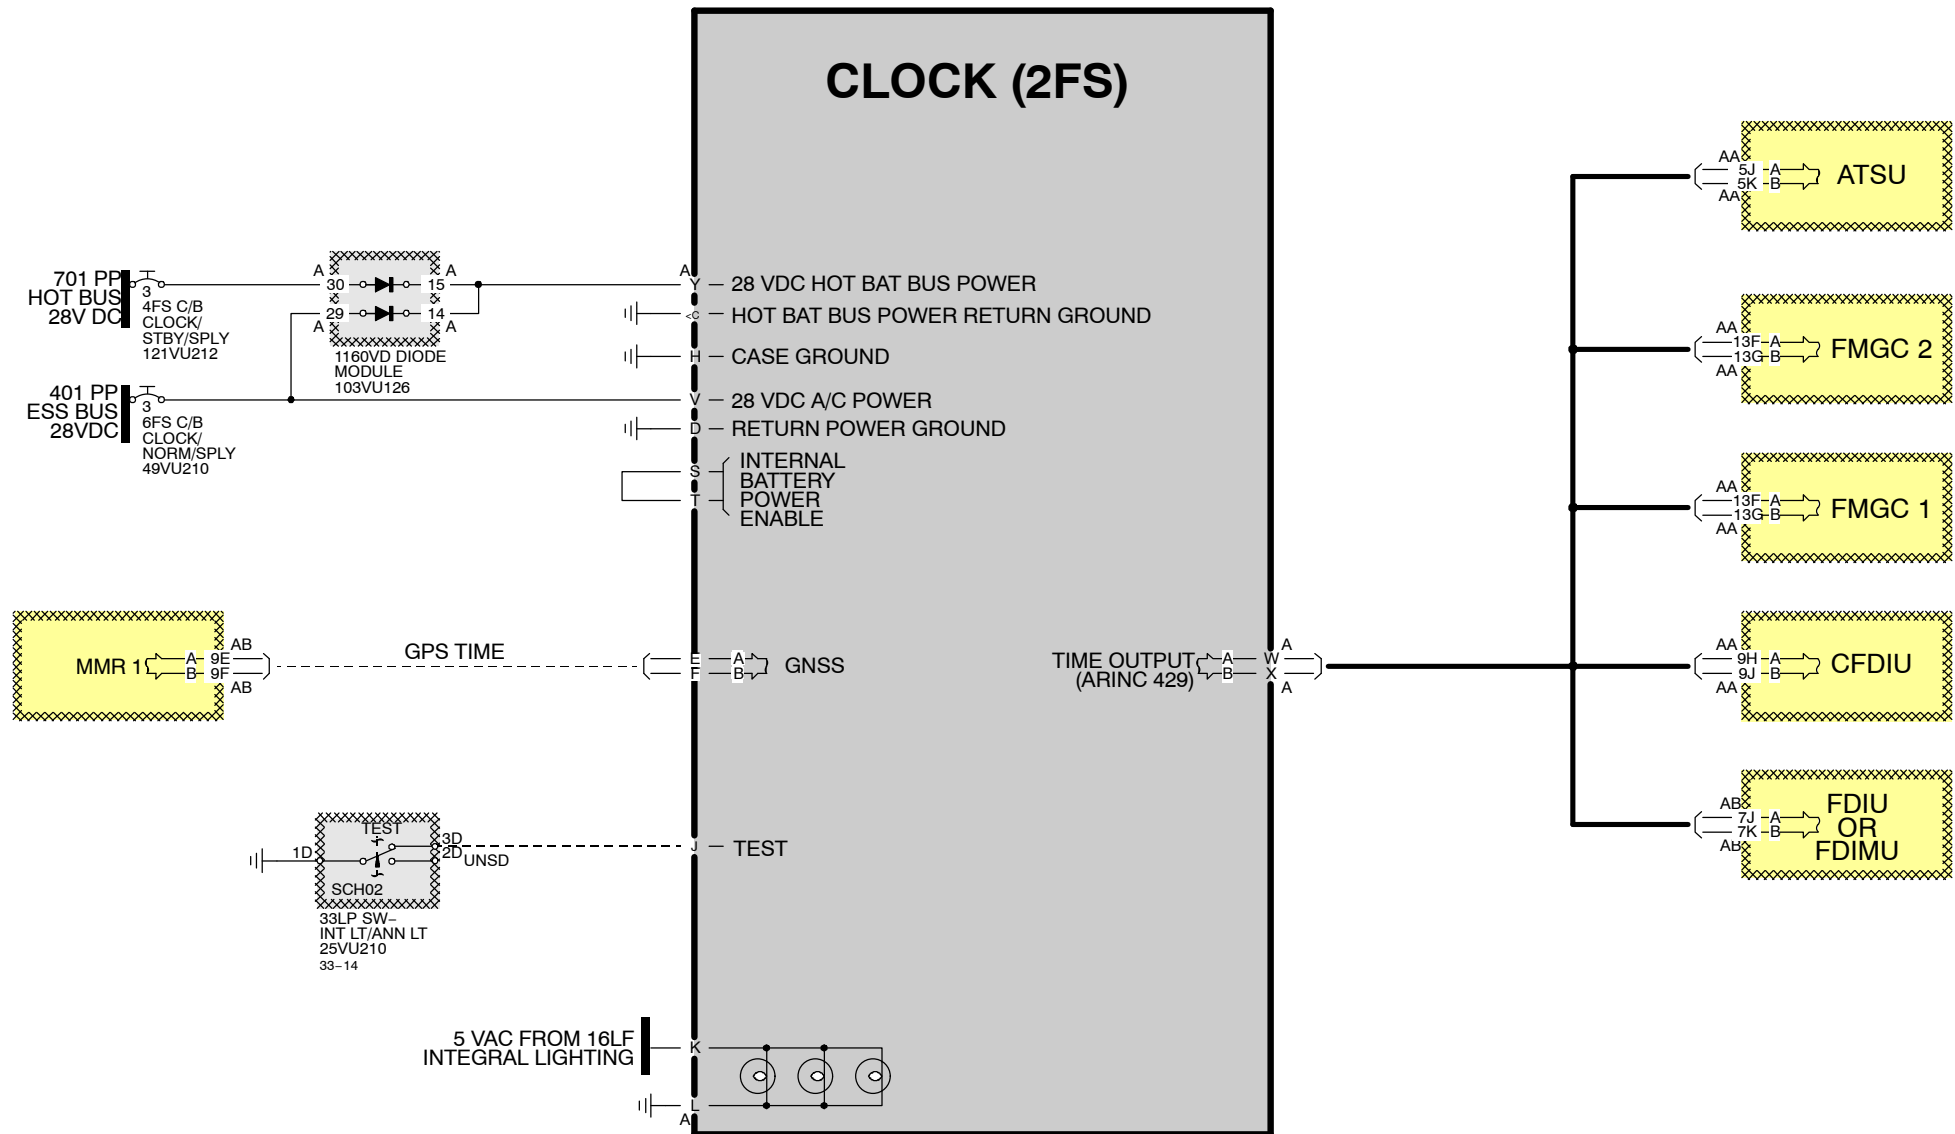 CLOCK (2FS)
701 PP
HOT BUS
28V DC
3
4FS C/B
CLOCK/
STBY/SPLY
121VU212
A
30
15
A
29
14
A
A
1160VD DIODE
MODULE
103VU126
401 PP
ESS BUS
28VDC
3
6FS C/B
CLOCK/
NORM/SPLY
49VU210
A
Y
28 VDC HOT BAT BUS POWER
<C
HOT BAT BUS POWER RETURN GROUND
H
CASE GROUND
V
28 VDC A/C POWER
D
RETURN POWER GROUND
S
T
INTERNAL
BATTERY
POWER
ENABLE
MMR 1
A 9E AB
B 9F AB
GPS TIME
E A
F B
GNSS
TIME OUTPUT
(ARINC 429)
A W A
B X A
TEST
1D
3D
2D UNSD
SCH02
33LP SW-
INT LT/ANN LT
25VU210
33-14
J
TEST
5 VAC FROM 16LF
INTEGRAL LIGHTING
K
L
A
AA
5J A
5K B
AA
ATSU
AA
13F A
13G B
AA
FMGC 2
AA
13F A
13G B
AA
FMGC 1
AA
9H A
9J B
AA
CFDIU
AB
7J A
7K B
AB
FDIU
OR
FDIMU